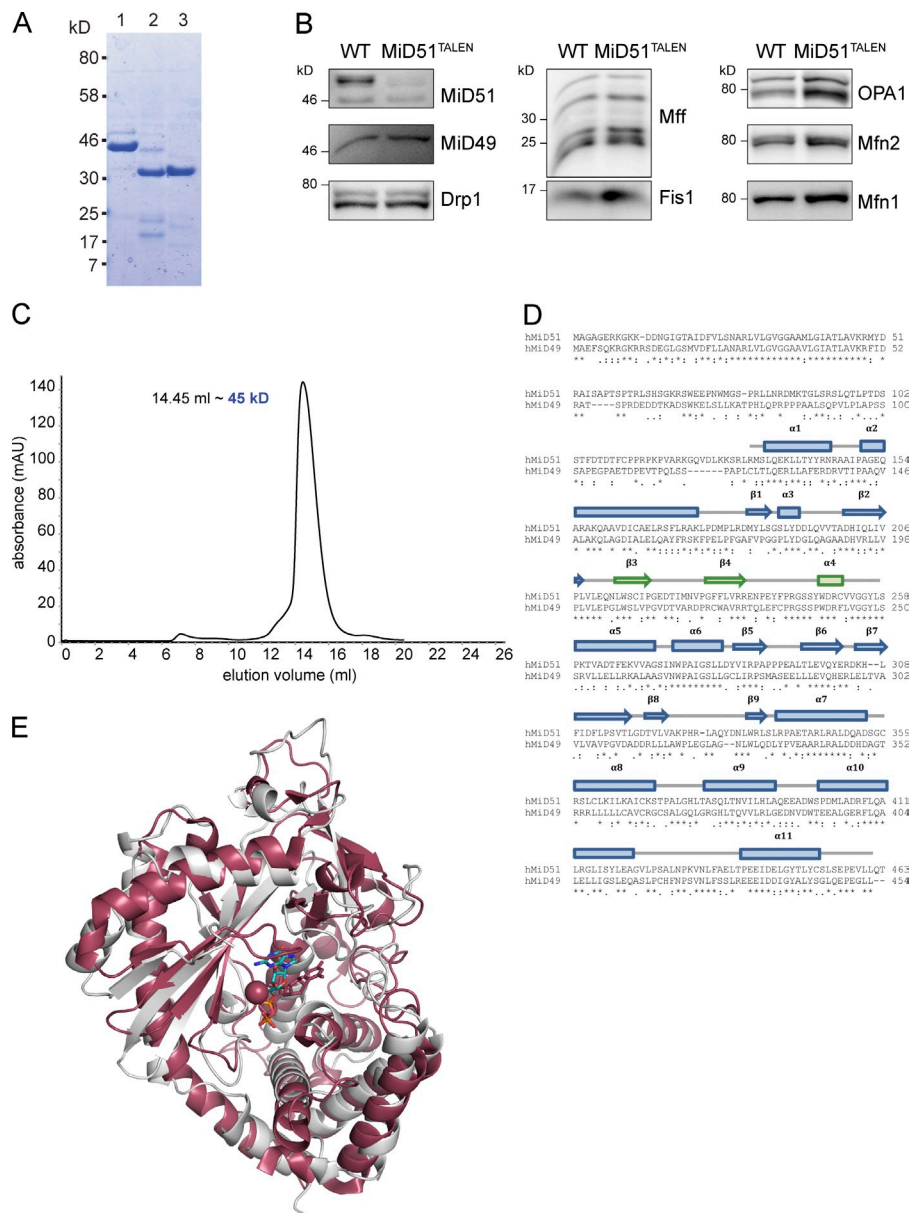 A
kD 1 2 3
80
58
46
30
25
17
7
B
WT MiD51TALEN
kD
46
MiD51
46
MiD49
80
Drp1
WT MiD51TALEN
kD
30
25
Mff
17
Fis1
WT MiD51TALEN
kD
80
OPA1
80
Mfn2
80
Mfn1
C
14.45 ml ~ 45 kD
absorbance (mAU)
140
120
100
80
60
40
20
0
0 2 4 6 8 10 12 14 16 18 20 22 24 26
elution volume (ml)
D
hMiD51 MAGAGERKGKK-DDNGIGTAIDFVLSNARLVLGVGGAAMLGIATLAVKRMYD 51
hMiD49 MAEFSQKRGKRRSDEGLGSMVDFLLANARLVLGVGGAAVLGIATLAVKRFID 52
hMiD51 RAISAPTSPTRLSHSGKRSWEEPNWMGS-PRLLNRDMKTGLSRSLQTLPTDS 102
hMiD49 RAT----SPRDEDDTKADSWKELSLLKATPHLQPRPPPAALSQPVLPLAPSS 100
α1 α2
hMiD51 STFDTDTFCPPRPKPVARKGQVDLKKSRLRMSLQEKLLTYYRNRAAIPAGEQ 154
hMiD49 SAPEGPAETDPEVTPQLSS------PAPLCLTLQERLLAFERDRVTIPAAQV 146
β1 α3 β2
hMiD51 ARAKQAAVDICAELRSFLRAKLPDMPLRDMYLSGSLYDDLQVVTADHIQLIV 206
hMiD49 ALAKQLAGDIALELQAYFRSKFPELPFGAFVPGGPLYDGLQAGAADHVRLLV 198
β3 β4 α4
hMiD51 PLVLEQNLWSCIPGEDTIMNVPGFFLVRRENPEYFPRGSSYWDRCVVGGYLS 258
hMiD49 PLVLEPGLWSLVPGVDTVARDPRCWAVRRTQLEFCPRGSSPWDRFLVGGYLS 250
α5 α6 β5 β6 β7
hMiD51 PKTVADTFEKVVAGSINWPAIGSLLDYVIRPAPPPEALTLEVQYERDKH--L 308
hMiD49 SRVLLELLRKALAASVNWPAIGSLLGCLIRPSMASEELLLEVQHERLELTVA 302
β8 β9 α7
hMiD51 FIDFLPSVTLGDTVLVAKPHR-LAQYDNLWRLSLRPAETARLRALDQADSGC 359
hMiD49 VLVAVPGVDADDRLLLAWPLEGLAG--NLWLQDLYPVEAARLRALDDHDAGT 352
α8 α9 α10
hMiD51 RSLCLKILKAICKSTPALGHLTASQLTNVILHLAQEEADWSPDMLADRFLQA 411
hMiD49 RRRLLLLLCAVCRGCSALGQLGRGHLTQVVLRLGEDNVDWTEEALGERFLQA 404
α11
hMiD51 LRGLISYLEAGVLPSALNPKVNLFAELTPEEIDELGYTLYCSLSEPEVLLQT 463
hMiD49 LELLIGSLEQASLPCHFNPSVNLFSSLREEEIDDIGYALYSGLQEPEGLL-- 454
E